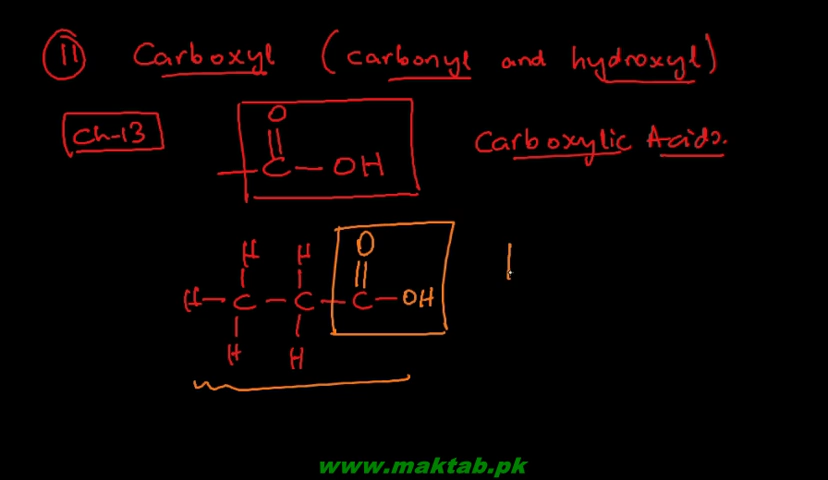 11 Carboxyl (carbonyl and hydroxyl)
O
Ch-13
C-OH
Carboxylic Acids.
H H O
H-C-C-C-OH
H H
www.maktab.pk